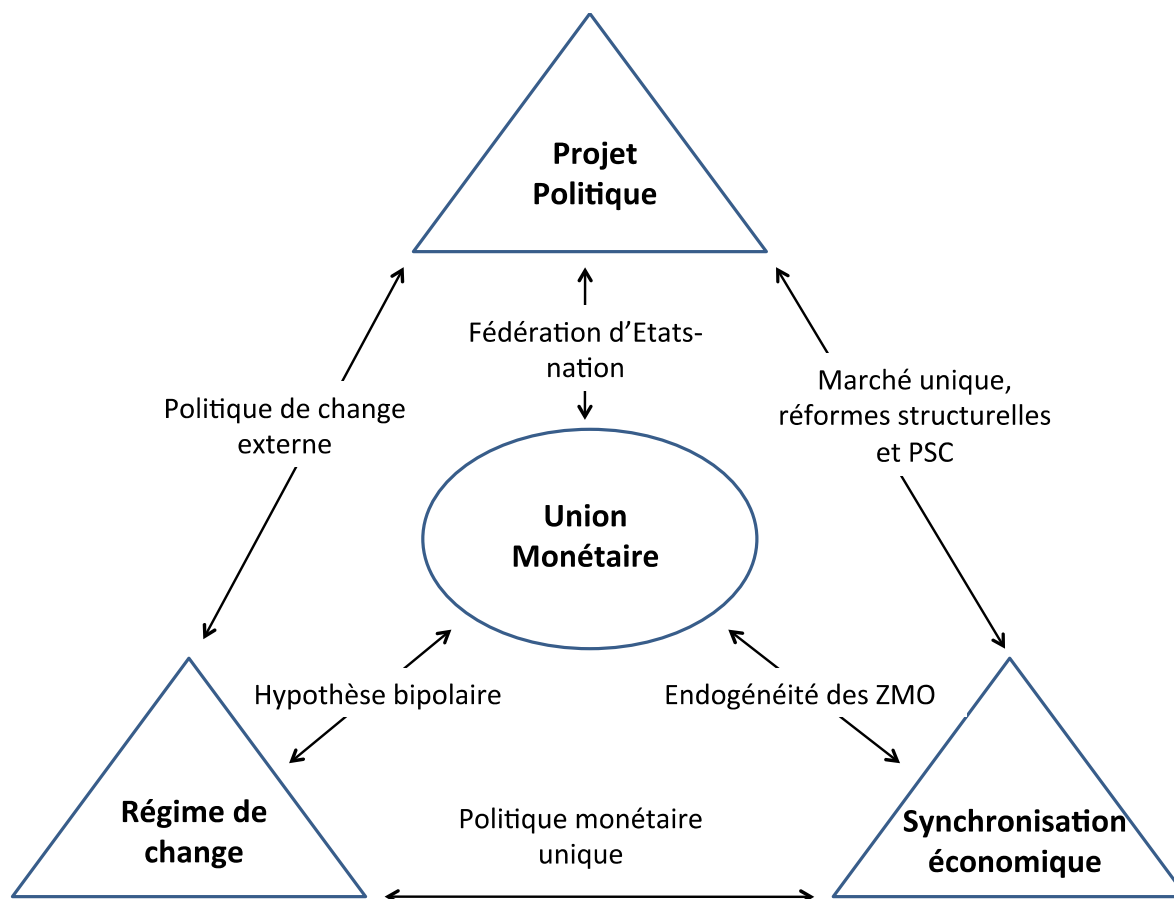 Projet
Politique
Fédération d’Etats-
nation
Marché unique,
réformes structurelles
et PSC
Politique de change
externe
Union
Monétaire
Hypothèse bipolaire
Endogénéité des ZMO
Régime de
change
Politique monétaire
unique
Synchronisation
économique